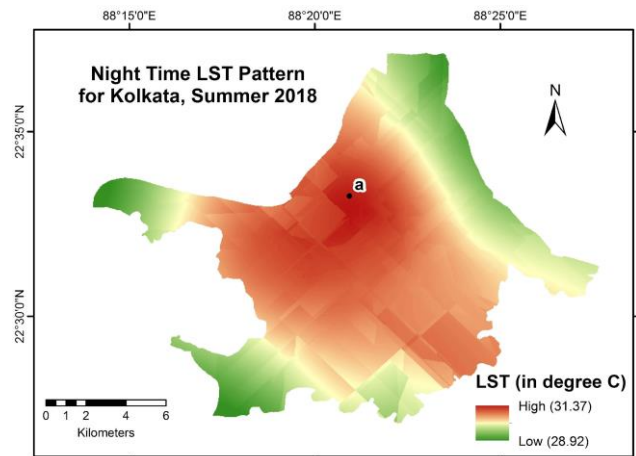 88°15'0"E
88°20'0"E
88°25'0"E
Night Time LST Pattern
for Kolkata, Summer 2018
N
22°35'0"N
a
22°30'0"N
LST (in degree C)
High (31.37)
Low (28.92)
0 1 2 4 6
Kilometers